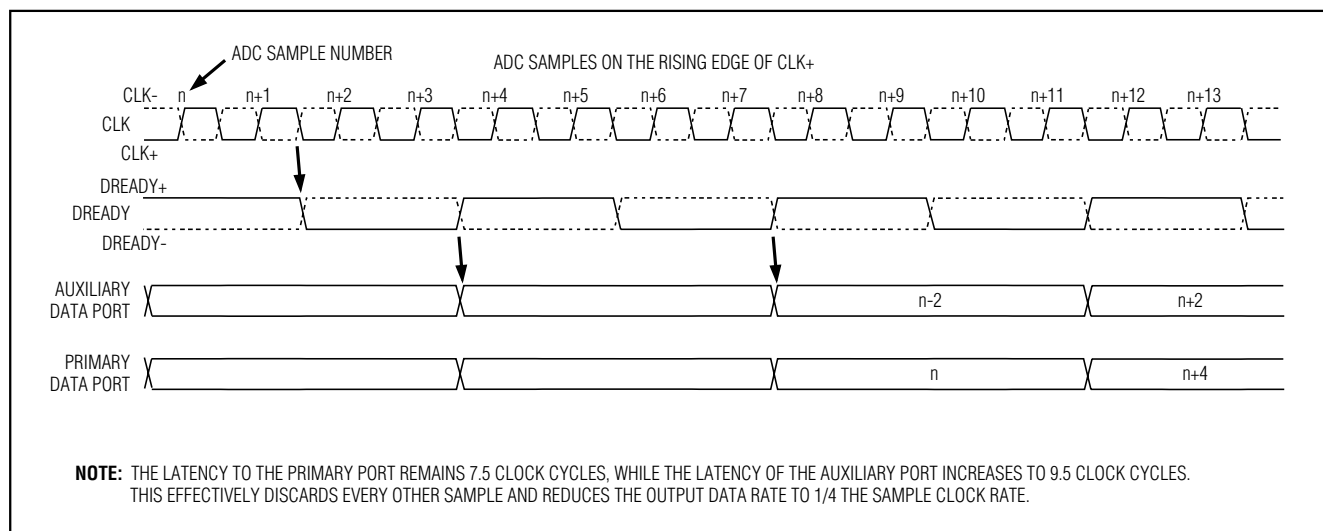 ADC SAMPLE NUMBER
ADC SAMPLES ON THE RISING EDGE OF CLK+
CLK- n n+1 n+2 n+3 n+4 n+5 n+6 n+7 n+8 n+9 n+10 n+11 n+12 n+13
CLK
CLK+
DREADY+
DREADY
DREADY-
AUXILIARY
DATA PORT
n-2 n+2
PRIMARY
DATA PORT
n n+4
NOTE: THE LATENCY TO THE PRIMARY PORT REMAINS 7.5 CLOCK CYCLES, WHILE THE LATENCY OF THE AUXILIARY PORT INCREASES TO 9.5 CLOCK CYCLES.
THIS EFFECTIVELY DISCARDS EVERY OTHER SAMPLE AND REDUCES THE OUTPUT DATA RATE TO 1/4 THE SAMPLE CLOCK RATE.